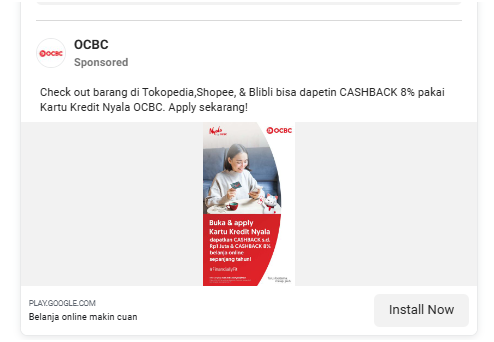 OCBC
OCBC
Sponsored
Check out barang di Tokopedia,Shopee, & Blibli bisa dapetin CASHBACK 8% pakai
Kartu Kredit Nyala OCBC. Apply sekarang!
Nyala
OCBC
Buka & apply
Kartu Kredit Nyala
dapatkan CASHBACK s.d.
Rp1 Juta & CASHBACK 8%
belanja online
sepanjang tahun!
#FinanciallyFit
PLAY.GOOGLE.COM
Belanja online makin cuan
Install Now